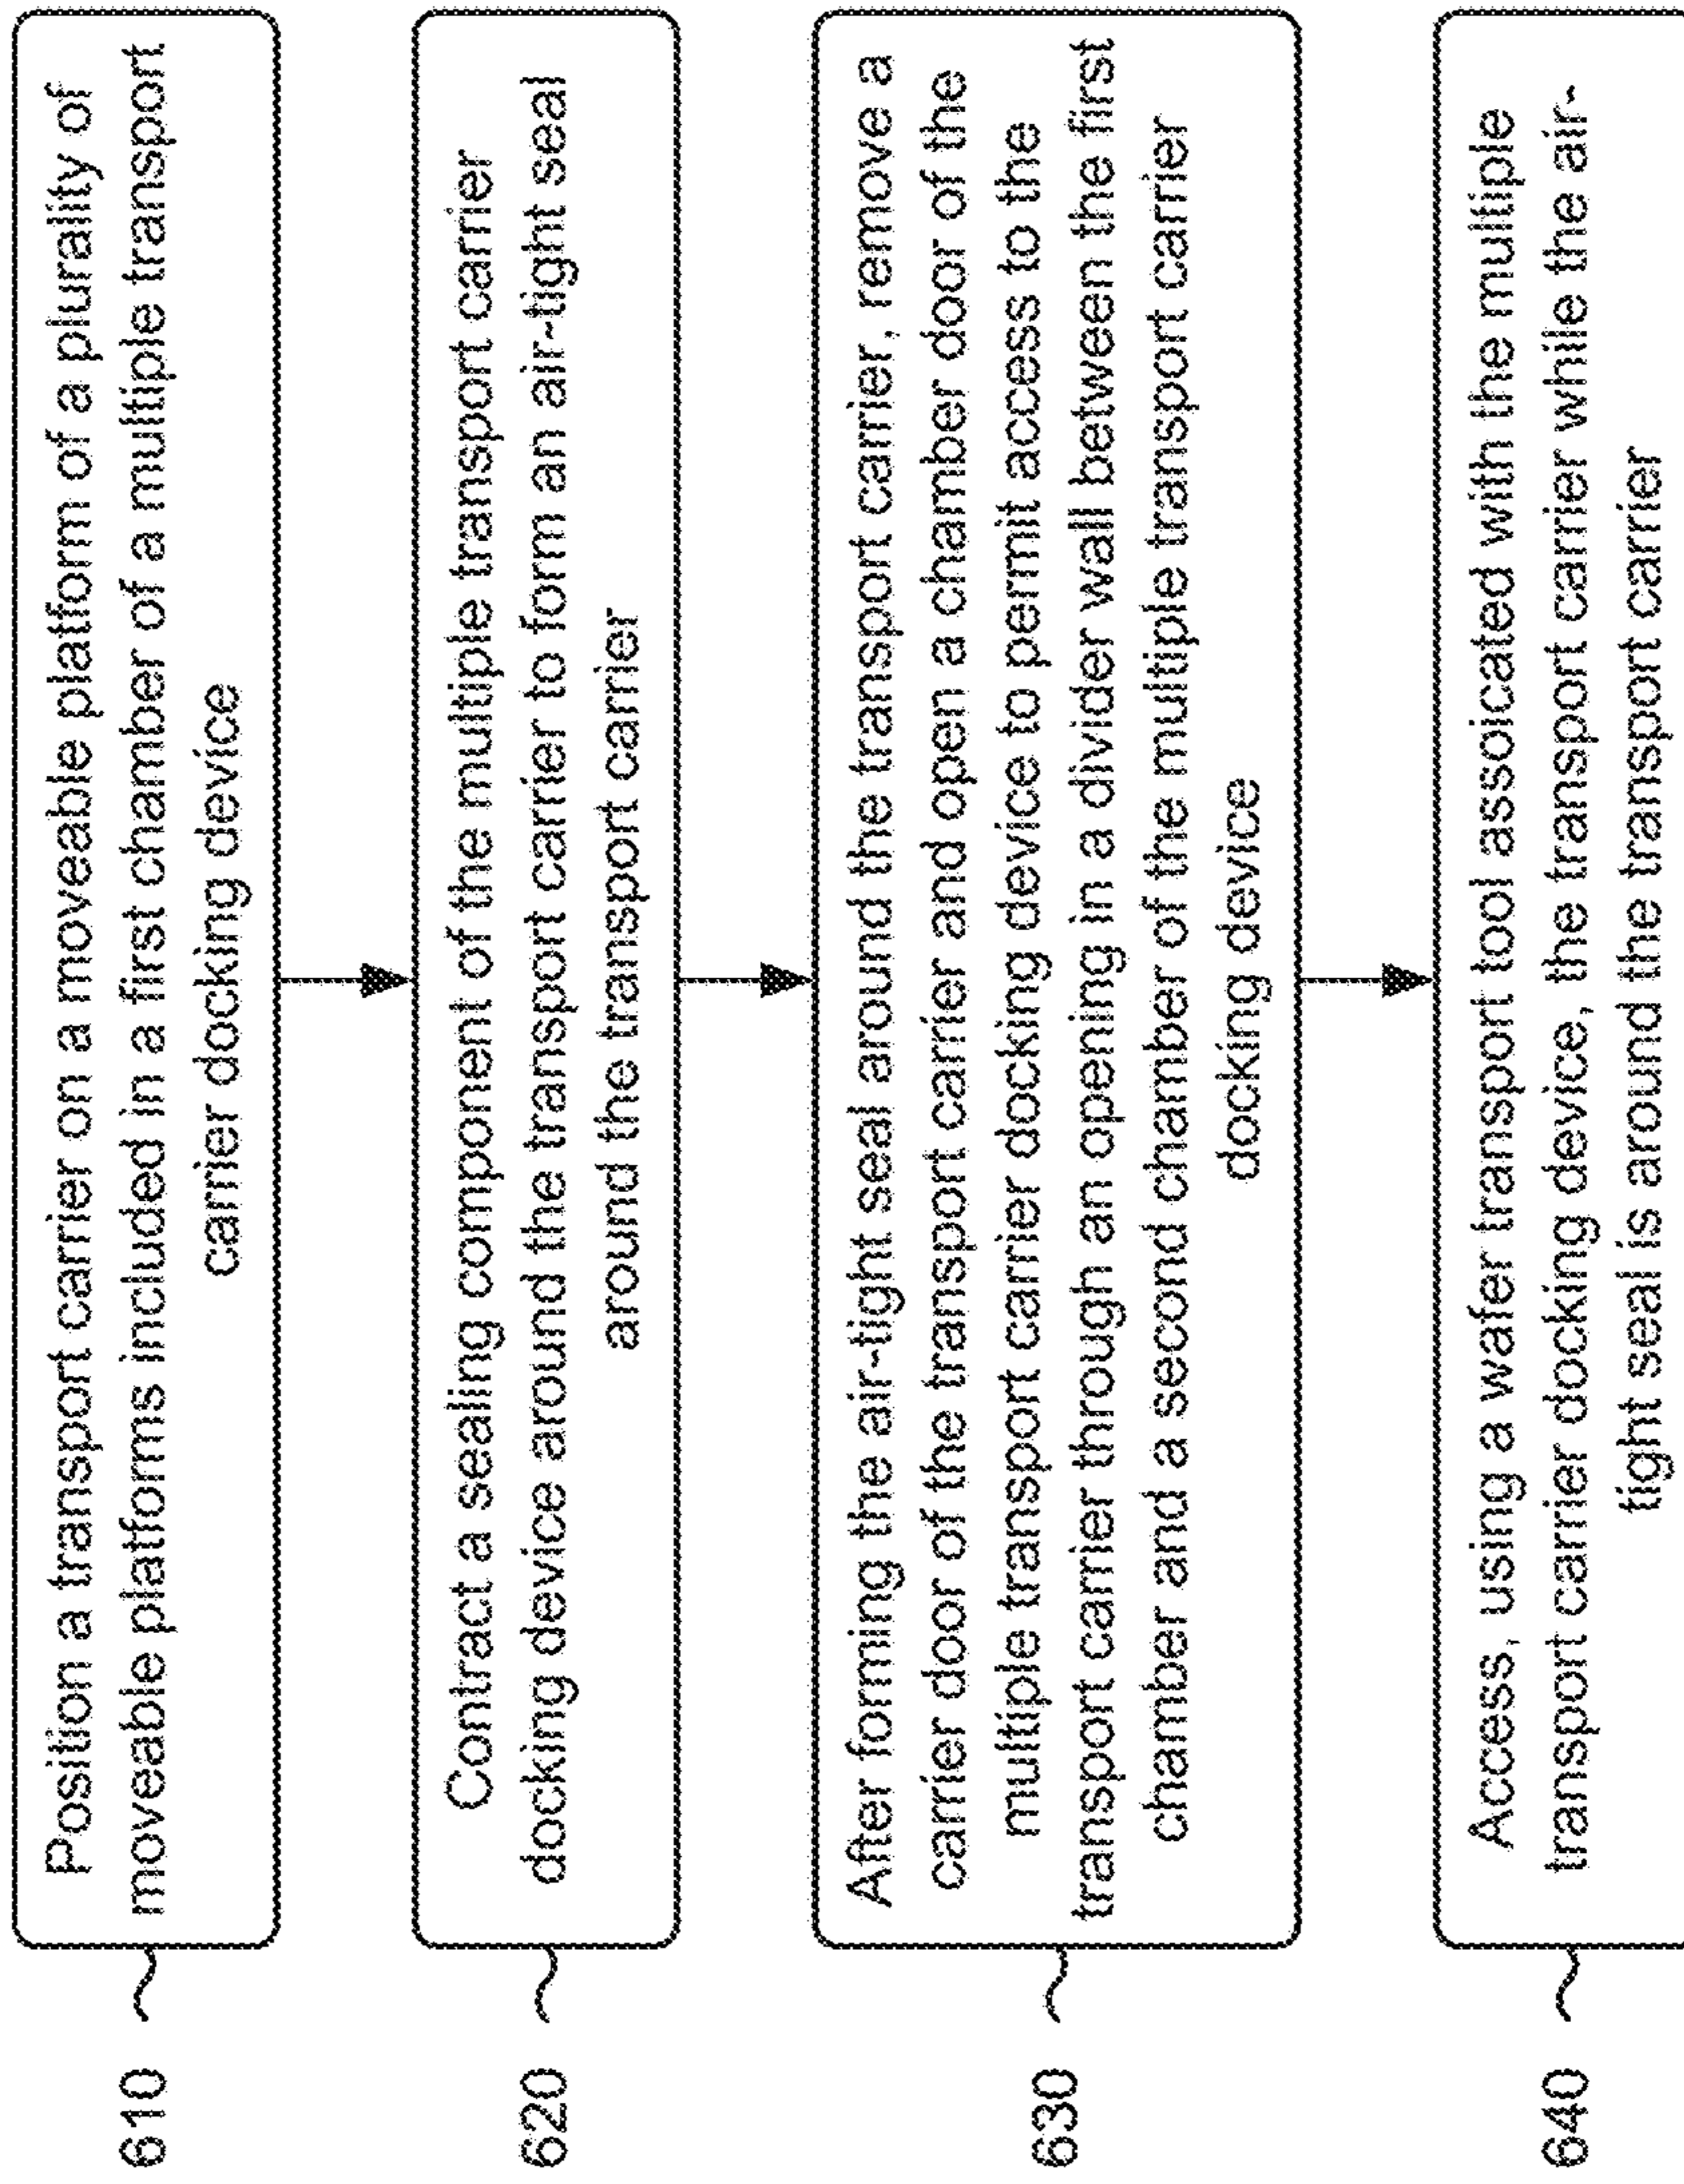 610
Position a transport carrier on a moveable platform of a plurality of
moveable platforms included in a first chamber of a multiple transport
carrier docking device
620
Contract a sealing component of the multiple transport carrier
docking device around the transport carrier to form an air-tight seal
around the transport carrier
630
After forming the air-tight seal around the transport carrier, remove a
carrier door of the transport carrier and open a chamber door of the
multiple transport carrier docking device to permit access to the
transport carrier through an opening in a divider wall between the first
chamber and a second chamber of the multiple transport carrier
docking device
640
Access, using a wafer transport tool assoicated with the multiple
transport carrier docking device, the transport carrier while the air-
tight seal is around the transport carrier